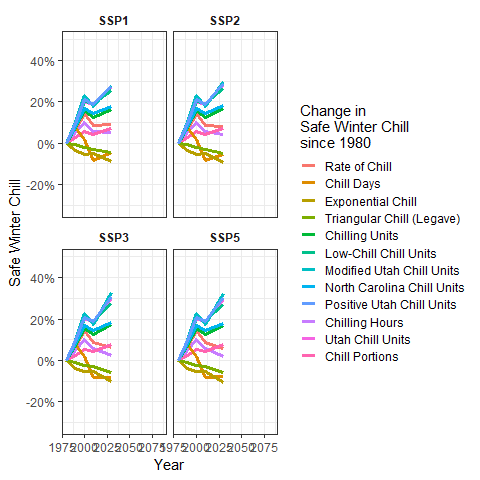 SSP1 SSP2
40%
20%
0%
-20%
SSP3 SSP5
40%
20%
0%
-20%
1975 2000 2025 2050 2075 1975 2000 2025 2050 2075
Year
Safe Winter Chill
Change in
Safe Winter Chill
since 1980
Rate of Chill
Chill Days
Exponential Chill
Triangular Chill (Legave)
Chilling Units
Low-Chill Chill Units
Modified Utah Chill Units
North Carolina Chill Units
Positive Utah Chill Units
Chilling Hours
Utah Chill Units
Chill Portions